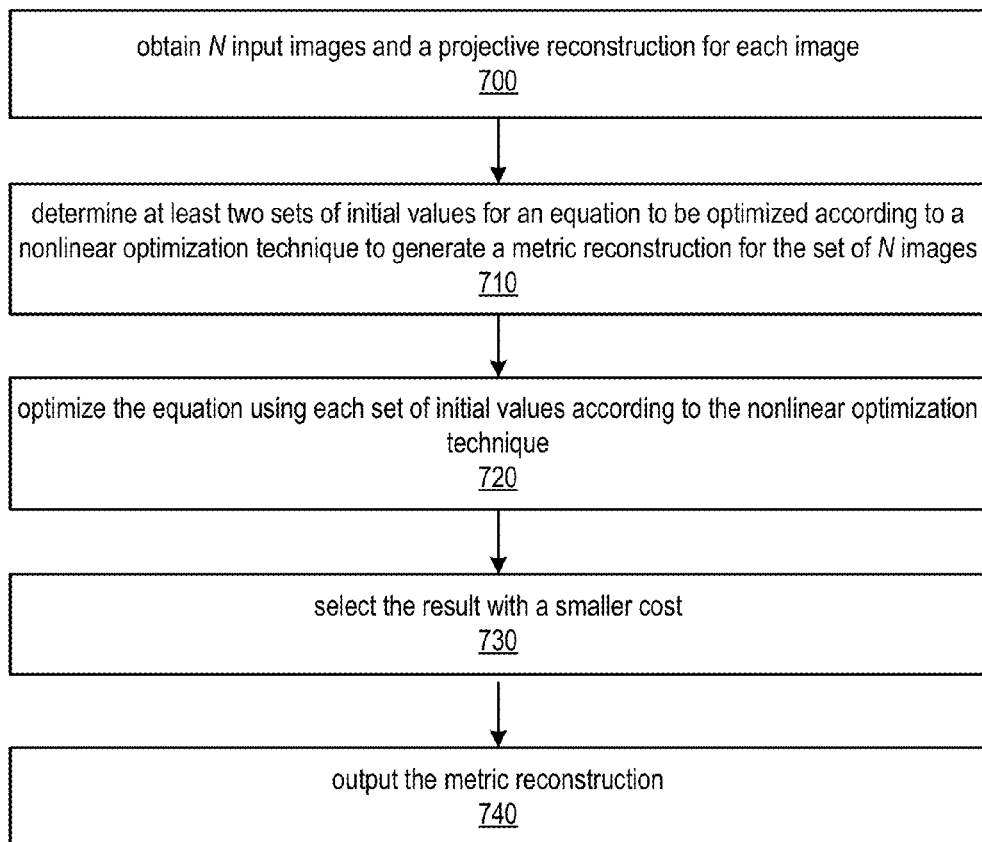 obtain N input images and a projective reconstruction for each image
700
determine at least two sets of initial values for an equation to be optimized according to a
nonlinear optimization technique to generate a metric reconstruction for the set of N images
710
optimize the equation using each set of initial values according to the nonlinear optimization
technique
720
select the result with a smaller cost
730
output the metric reconstruction
740